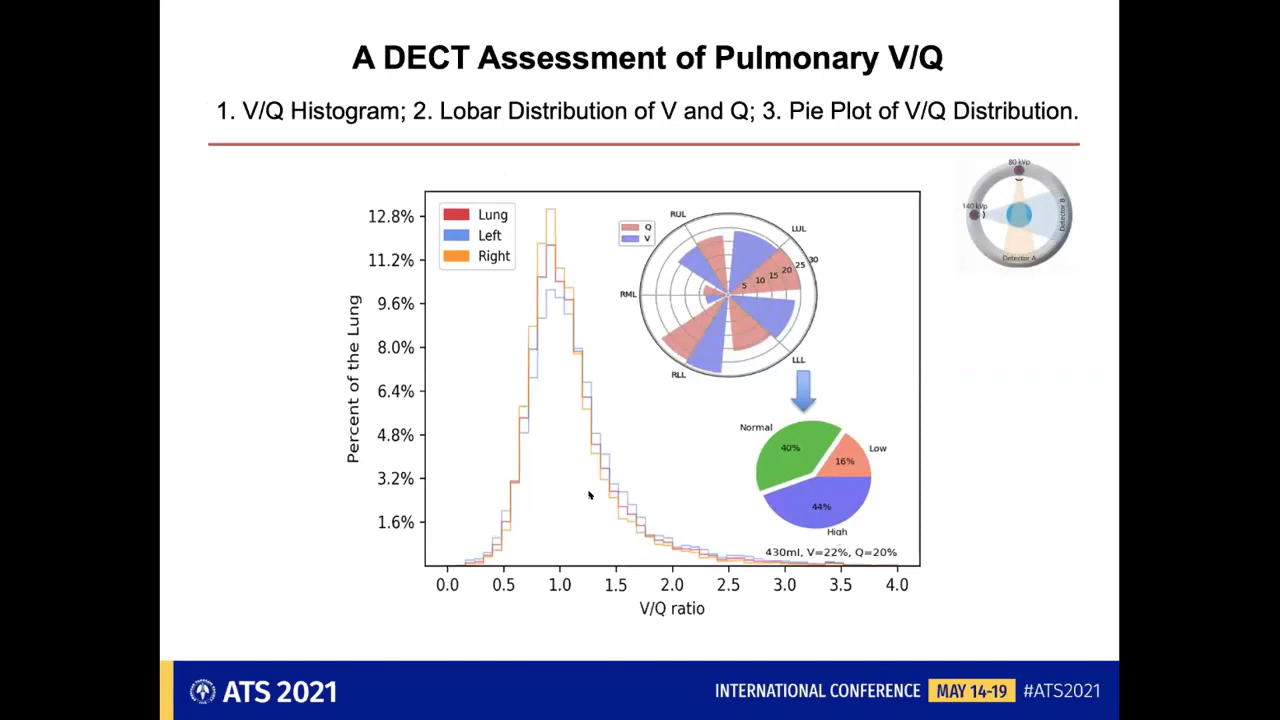 A DECT Assessment of Pulmonary V/Q
1. V/Q Histogram; 2. Lobar Distribution of V and Q; 3. Pie Plot of V/Q Distribution.
80 kVp
140 kVp
Detector B
Detector A
Percent of the Lung
12.8%
11.2%
9.6%
8.0%
6.4%
4.8%
3.2%
1.6%
Lung
Left
Right
Q
V
RUL
LUL
RML
RLL
LLL
5 10 15 20 25 30
Normal
40%
Low
16%
44%
High
430ml, V=22%, Q=20%
0.0 0.5 1.0 1.5 2.0 2.5 3.0 3.5 4.0
V/Q ratio
ATS 2021
INTERNATIONAL CONFERENCE MAY 14-19 #ATS2021